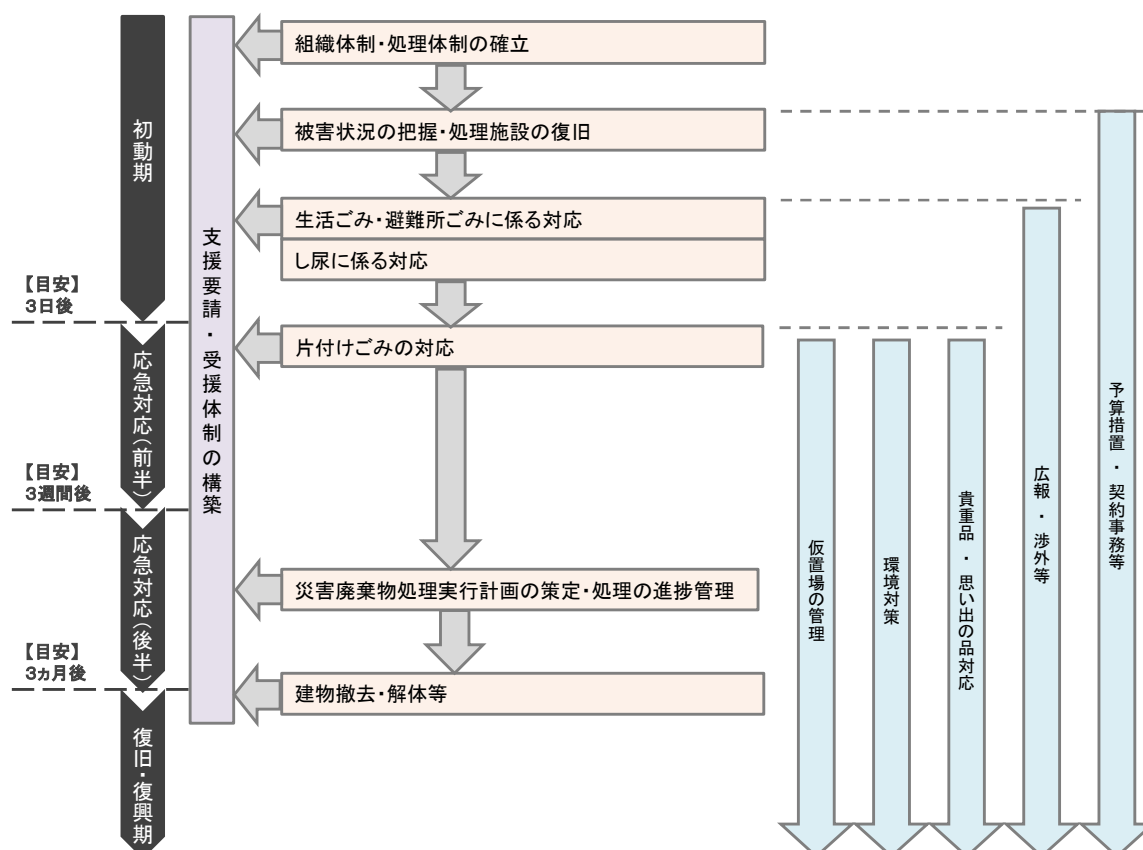 初動期
【目安】
３日後
応急対応（前半）
【目安】
３週間後
応急対応（後半）
【目安】
３ヵ月後
復旧・復興期
支援要請・受援体制の構築
組織体制・処理体制の確立
被害状況の把握・処理施設の復旧
生活ごみ・避難所ごみに係る対応
し尿に係る対応
片付けごみの対応
災害廃棄物処理実行計画の策定・処理の進捗管理
建物撤去・解体等
仮置場の管理
環境対策
貴重品・思い出の品対応
広報・渉外等
予算措置・契約事務等